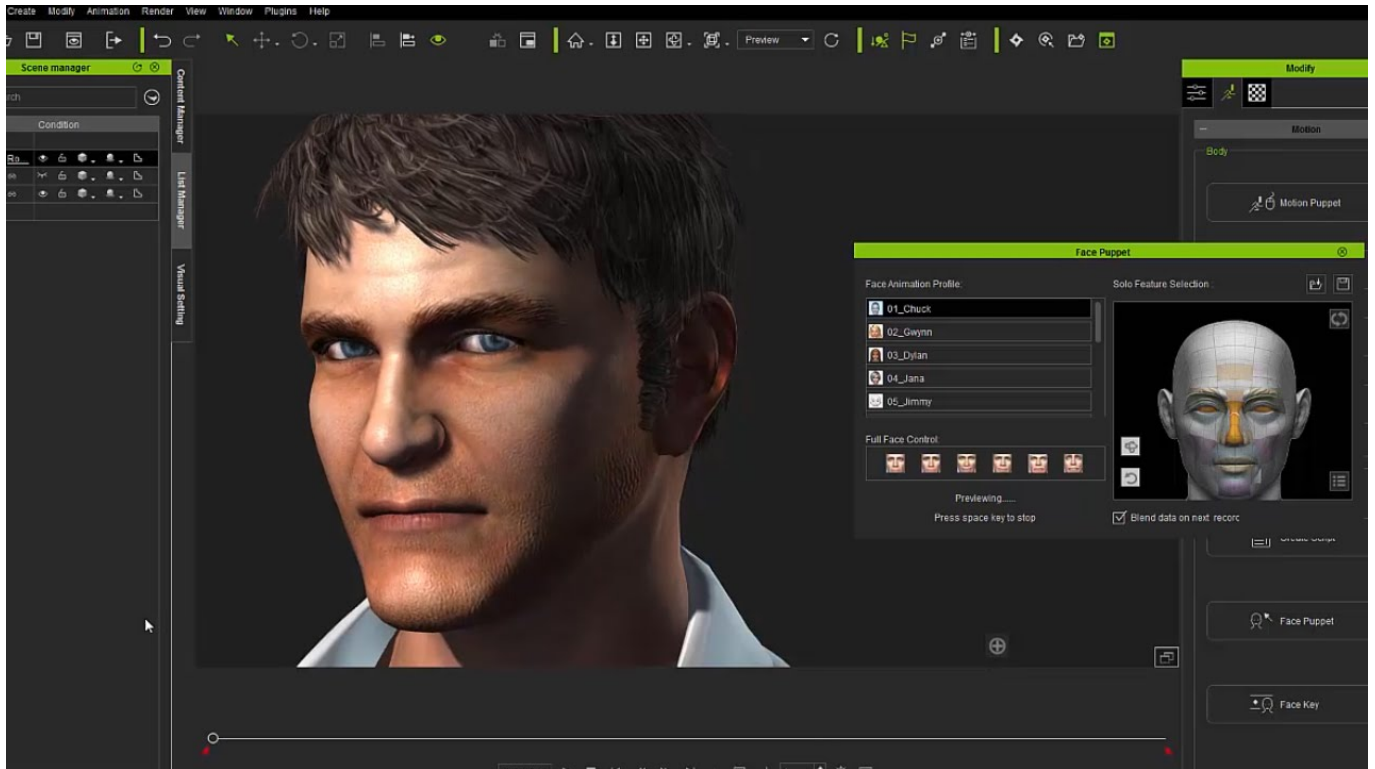 Create Modify Animation Render View Window Plugins Help
Preview
Scene manager
Condition
Ro...
Content Manager
List Manager
Visual Setting
Modify
Motion
Body
Motion Puppet
Face Puppet
Face Animation Profile:
Solo Feature Selection :
01_Chuck
02_Gwynn
03_Dylan
04_Jana
05_Jimmy
Full Face Control:
Previewing.....
Press space key to stop
Blend data on next record
Face Puppet
Face Key